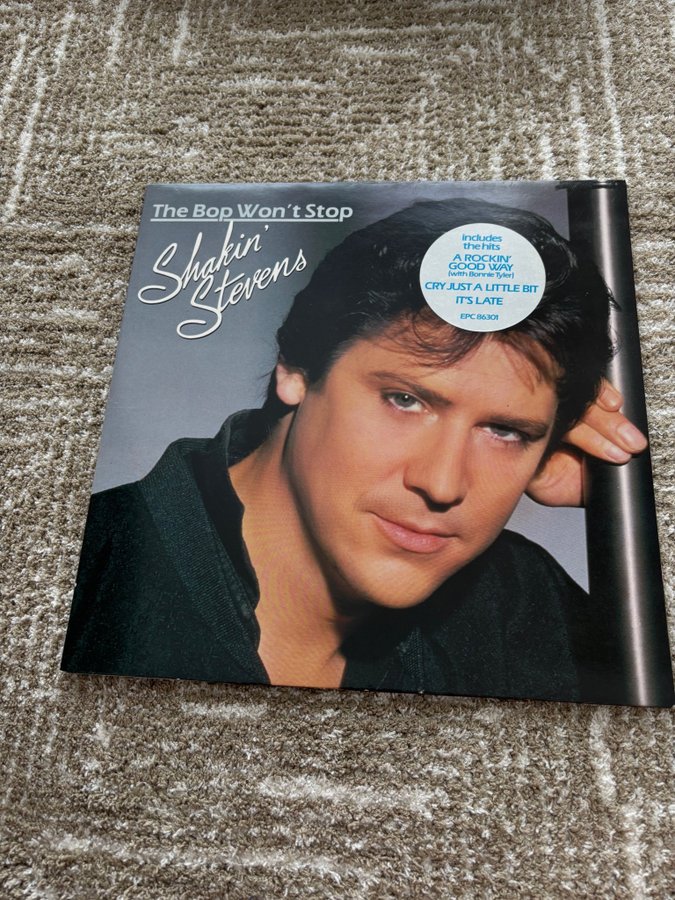 The Bop Won't Stop
Shakin'
Stevens
includes
the hits
A ROCKIN'
GOOD WAY
(with Bonnie Tyler)
CRY JUST A LITTLE BIT
IT'S LATE
EPC 86301